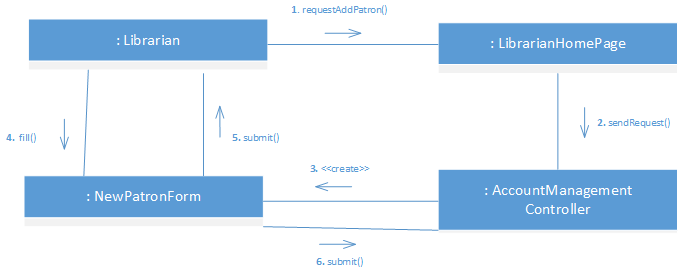 1. requestAddPatron()
: Librarian
: LibrarianHomePage
4. fill()
5. submit()
2. sendRequest()
3. <<create>>
: NewPatronForm
: AccountManagement
Controller
6. submit()